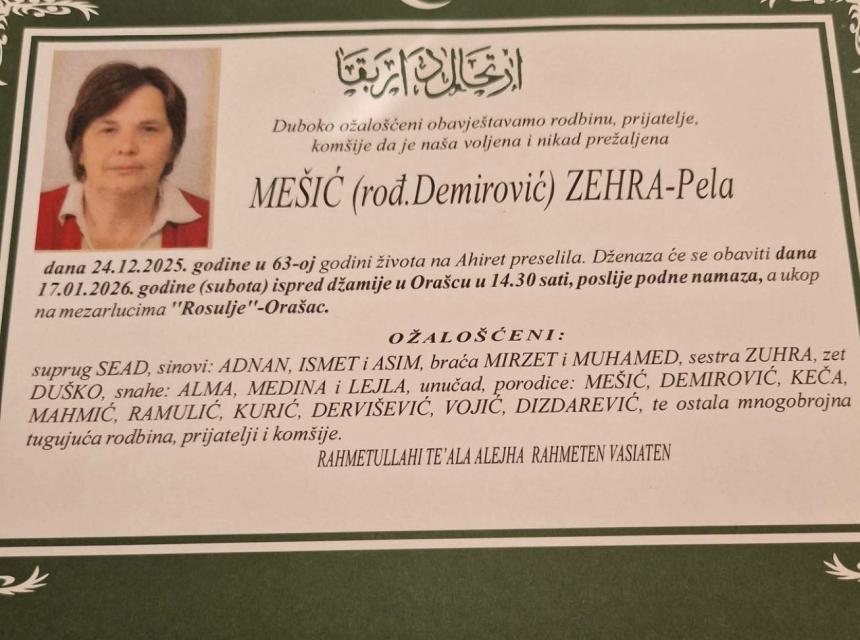 ارتحال دار بقا
Duboko ožalošćeni obavještavamo rodbinu, prijatelje,
komšije da je naša voljena i nikad prežaljena
MEŠIĆ (rođ.Demirović) ZEHRA-Pela
dana 24.12.2025. godine u 63-oj godini života na Ahiret preselila. Dženaza će se obaviti dana
17.01.2026. godine (subota) ispred džamije u Orašcu u 14.30 sati, poslije podne namaza, a ukop
na mezarlucima "Rosulje"-Orašac.
OŽALOŠĆENI:
suprug SEAD, sinovi: ADNAN, ISMET i ASIM, braća MIRZET i MUHAMED, sestra ZUHRA, zet
DUŠKO, snahe: ALMA, MEDINA i LEJLA, unučad, porodice: MEŠIĆ, DEMIROVIĆ, KEČA,
MAHMIĆ, RAMULIĆ, KURIĆ, DERVIŠEVIĆ, VOJIĆ, DIZDAREVIĆ, te ostala mnogobrojna
tugujuća rodbina, prijatelji i komšije.
RAHMETULLAHI TE'ALA ALEJHA RAHMETEN VASIATEN